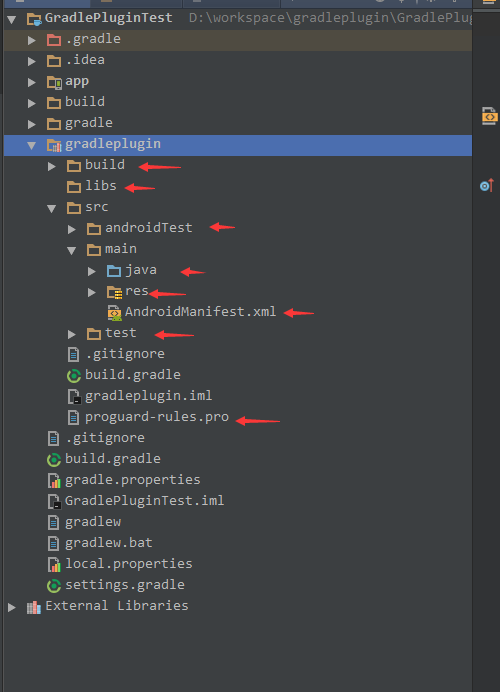 GradlePluginTest D:\workspace\gradleplugin\GradlePlug
.gradle
.idea
app
build
gradle
gradleplugin
build
libs
src
androidTest
main
java
res
AndroidManifest.xml
test
.gitignore
build.gradle
gradleplugin.iml
proguard-rules.pro
.gitignore
build.gradle
gradle.properties
GradlePluginTest.iml
gradlew
gradlew.bat
local.properties
settings.gradle
External Libraries